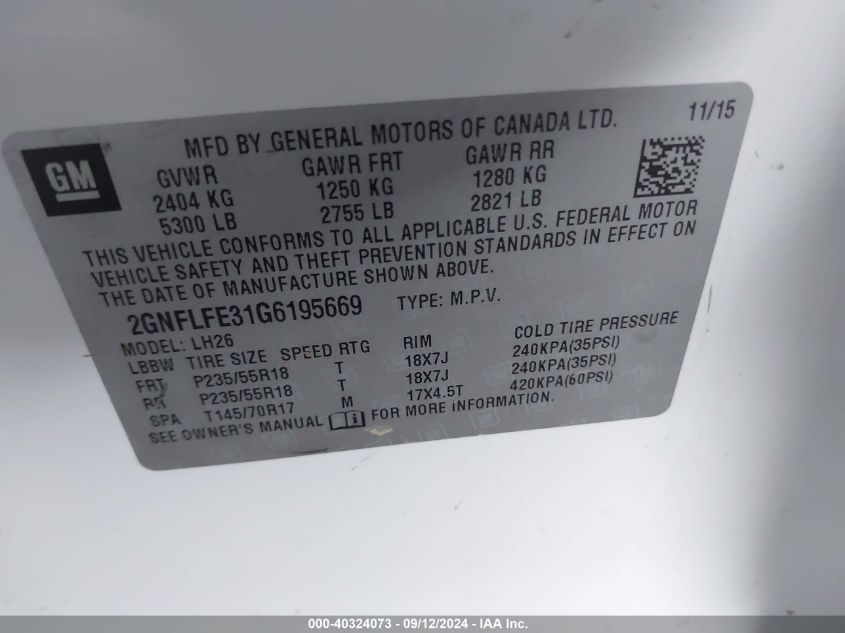 GM
MFD BY GENERAL MOTORS OF CANADA LTD. 11/15
GVWR GAWR FRT GAWR RR
2404 KG 1250 KG 1280 KG
5300 LB 2755 LB 2821 LB
THIS VEHICLE CONFORMS TO ALL APPLICABLE U.S. FEDERAL MOTOR
VEHICLE SAFETY AND THEFT PREVENTION STANDARDS IN EFFECT ON
THE DATE OF MANUFACTURE SHOWN ABOVE.
2GNFLFE31G6195669 TYPE: M.P.V.
MODEL: LH26
LBBW TIRE SIZE SPEED RTG RIM COLD TIRE PRESSURE
FRT P235/55R18 T 18X7J 240KPA(35PSI)
RR P235/55R18 T 18X7J 240KPA(35PSI)
SPA T145/70R17 M 17X4.5T 420KPA(60PSI)
SEE OWNER'S MANUAL FOR MORE INFORMATION.
000-40324073 - 09/12/2024 - IAA Inc.